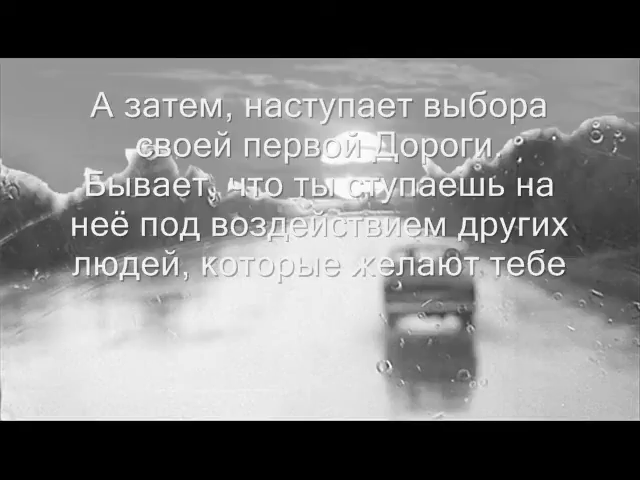 А затем, наступает выбора
своей первой Дороги.
Бывает, что ты ступаешь на
неё под воздействием других
людей, которые желают тебе